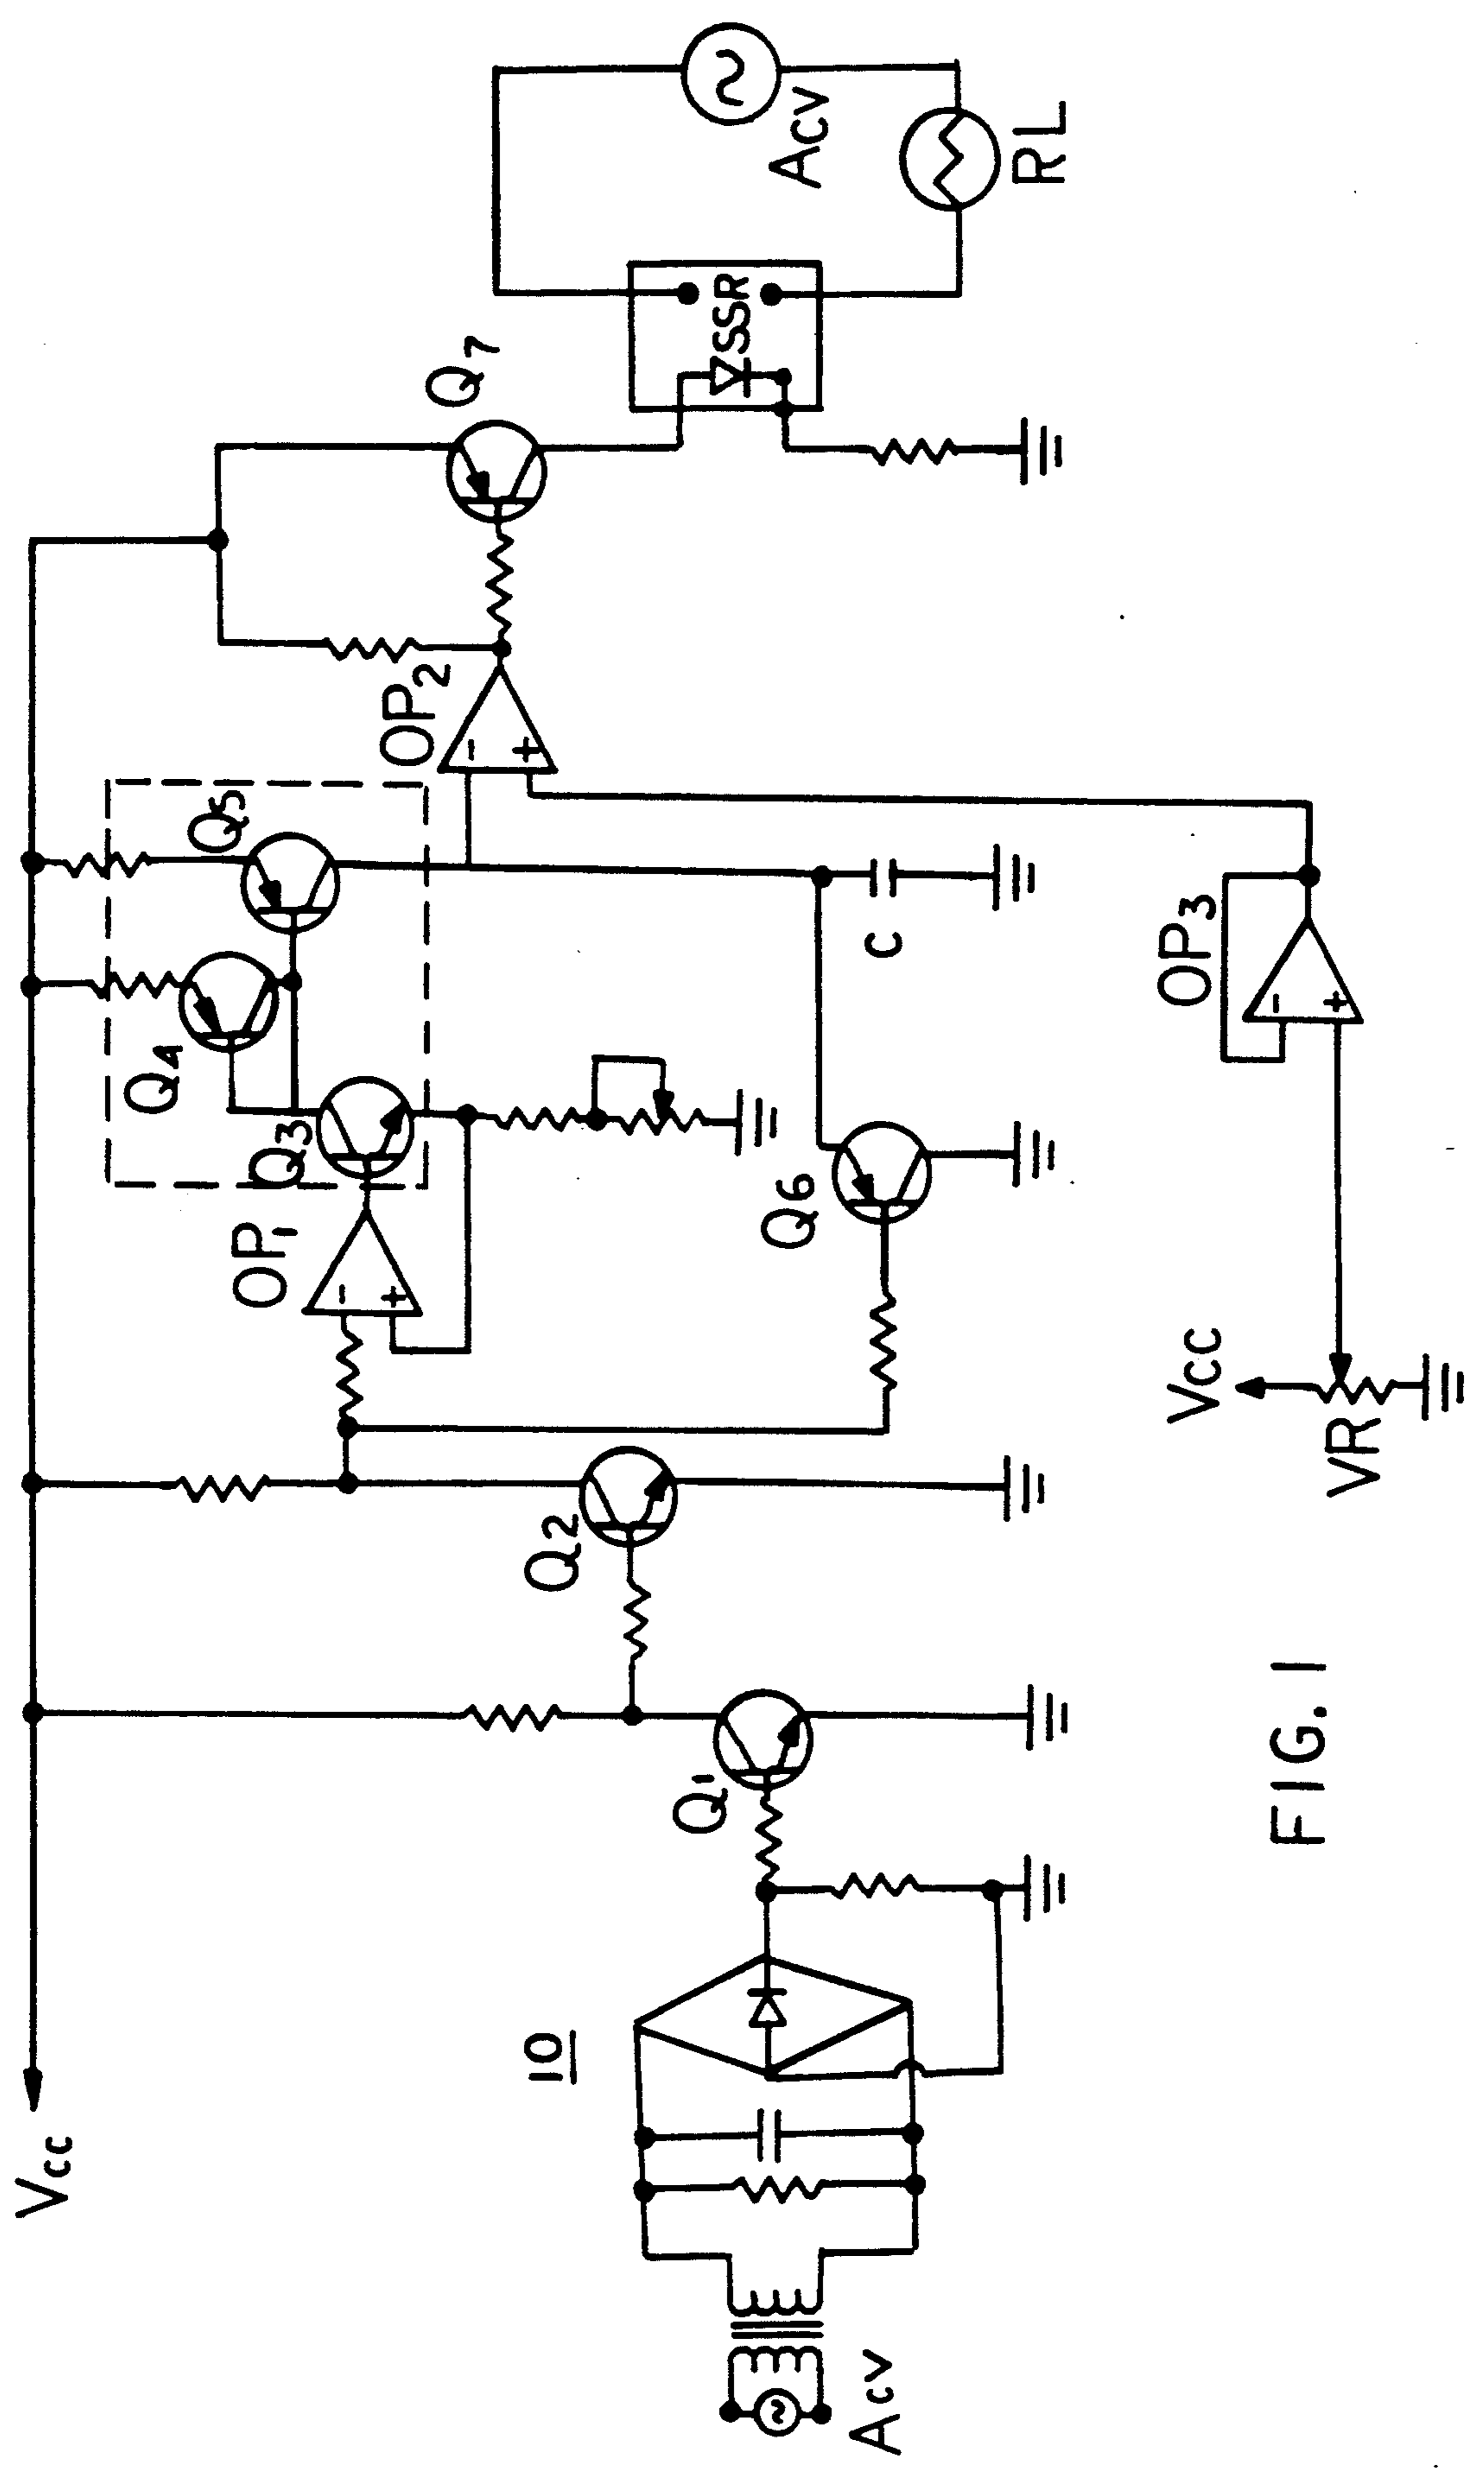 Vcc
Acv
10
Q1
Q2
OP1
-
+
Q3
Q4
Q5
Q6
C
OP2
-
+
Q7
SSR
Acv
RL
Vcc
VR
OP3
-
+
FIG. 1